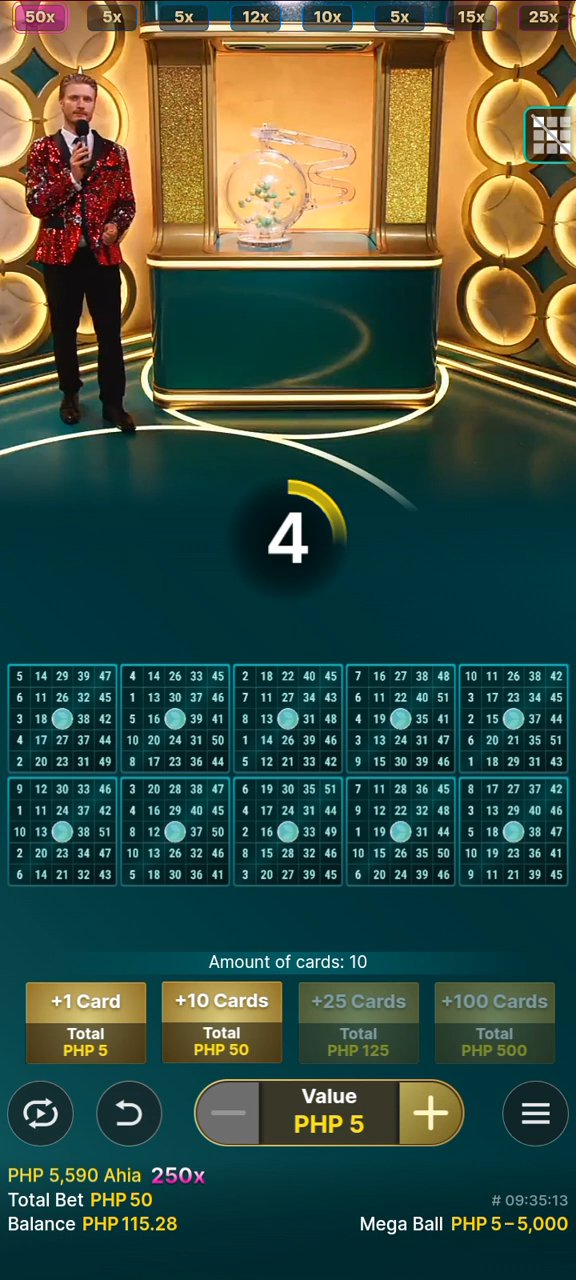 50x 5x 5x 12x 10x 5x 15x 25x
4
5 14 29 39 47
6 11 26 32 45
3 18 38 42
4 17 27 37 44
2 20 23 31 49
4 14 26 33 45
1 13 30 37 46
5 16 39 41
10 20 24 31 50
8 17 23 36 44
2 18 22 40 45
7 11 27 34 43
8 13 31 48
1 14 26 39 46
5 12 21 33 42
7 16 27 38 48
6 11 22 40 51
4 19 35 41
3 13 24 31 47
9 15 30 39 46
10 11 26 38 42
3 17 23 34 45
2 15 37 44
6 20 21 35 51
1 18 29 31 43
9 12 30 33 46
1 11 24 37 42
10 13 38 51
2 20 23 34 47
6 14 21 32 43
3 20 28 38 47
4 16 29 40 45
8 12 37 50
10 13 26 32 46
5 18 30 36 41
6 19 30 35 51
4 17 24 31 44
2 16 33 49
8 15 28 32 46
3 20 27 39 45
7 11 28 36 45
9 12 22 32 48
1 19 31 44
10 15 26 35 50
6 20 24 39 46
8 17 27 37 42
3 13 29 40 46
5 18 38 47
10 19 23 36 41
9 11 21 39 45
Amount of cards: 10
+1 Card
Total
PHP 5
+10 Cards
Total
PHP 50
+25 Cards
Total
PHP 125
+100 Cards
Total
PHP 500
Value
PHP 5
PHP 5,590 Ahia 250x
Total Bet PHP 50
# 09:35:13
Balance PHP 115.28
Mega Ball PHP 5–5,000